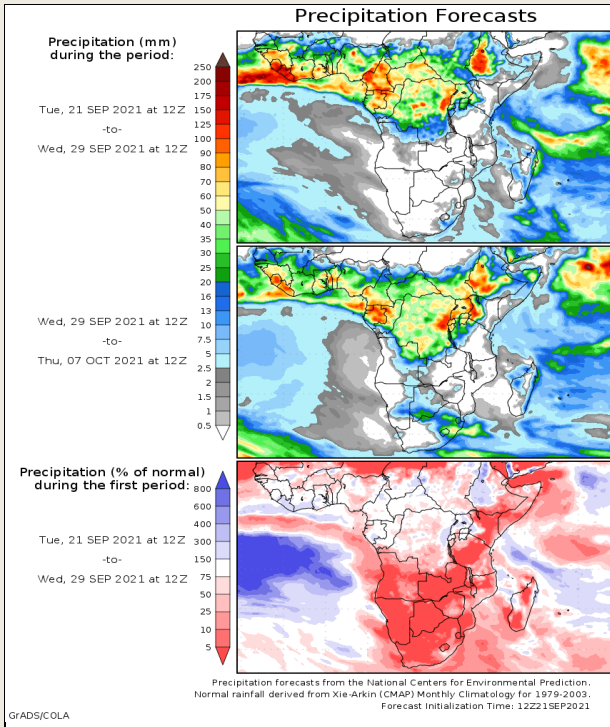 Precipitation Forecasts
Precipitation (mm)
during the period:
Tue, 21 SEP 2021 at 12Z
-to-
Wed, 29 SEP 2021 at 12Z
250
200
175
150
125
100
90
80
70
60
50
40
35
30
25
20
16
13
10
7.5
5
2.5
2
1.5
1
0.5
Wed, 29 SEP 2021 at 12Z
-to-
Thu, 07 OCT 2021 at 12Z
Precipitation (% of normal)
during the first period:
Tue, 21 SEP 2021 at 12Z
-to-
Wed, 29 SEP 2021 at 12Z
800
600
400
300
150
75
50
25
10
5
Precipitation forecasts from the National Centers for Environmental Prediction.
Normal rainfall derived from Xie-Arkin (CMAP) Monthly Climatology for 1979-2003.
Forecast Initialization Time: 12Z21SEP2021
GrADS/COLA